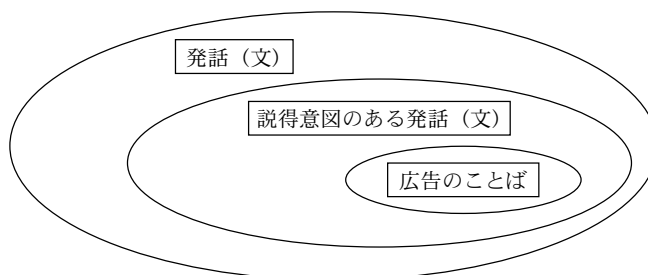 発話（文）
説得意図のある発話（文）
広告のことば